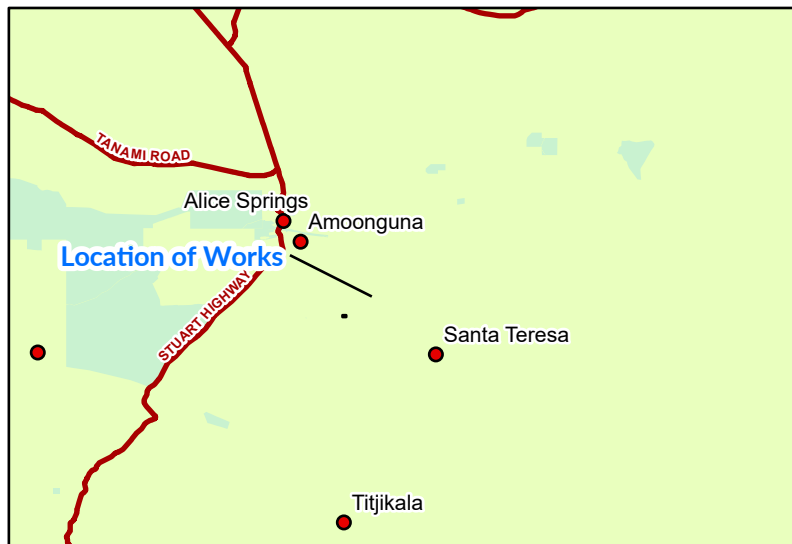 TANAMI ROAD
Alice Springs
Amoonguna
Location of Works
STUART HIGHWAY
Santa Teresa
Titjikala